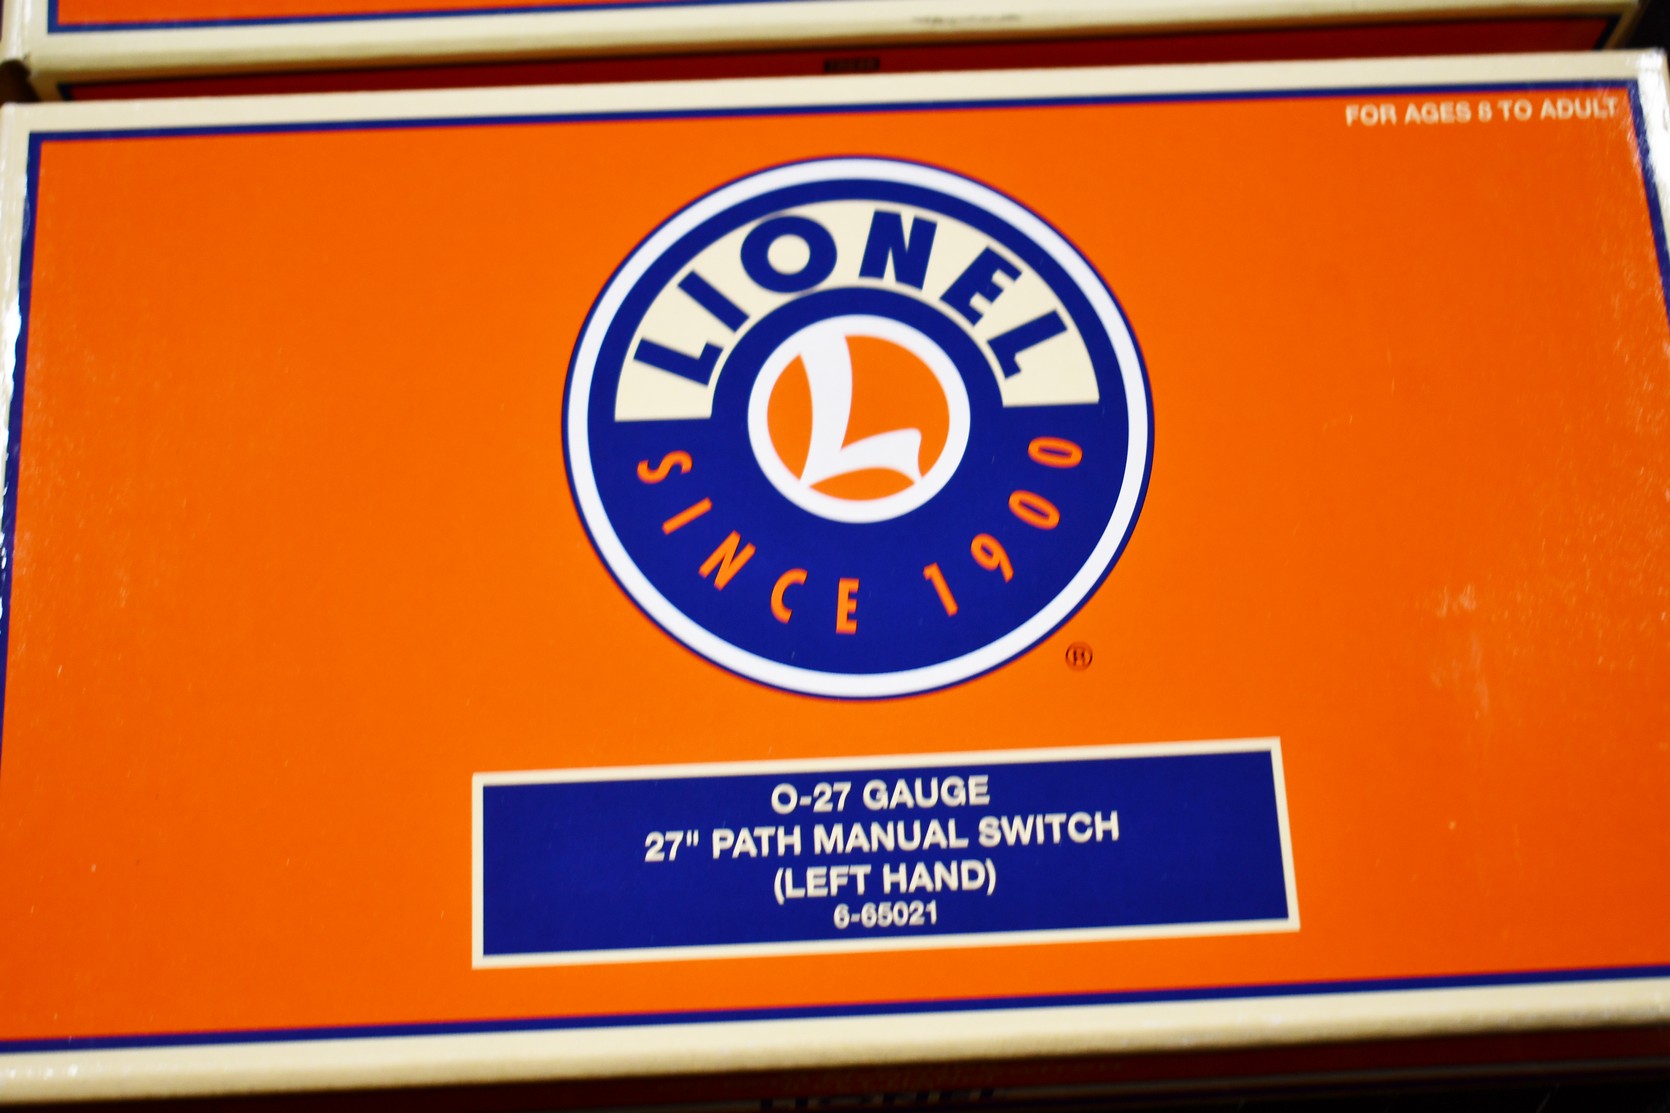 FOR AGES 8 TO ADULT
LIONEL
L
SINCE 1900
®
O-27 GAUGE
27" PATH MANUAL SWITCH
(LEFT HAND)
6-65021